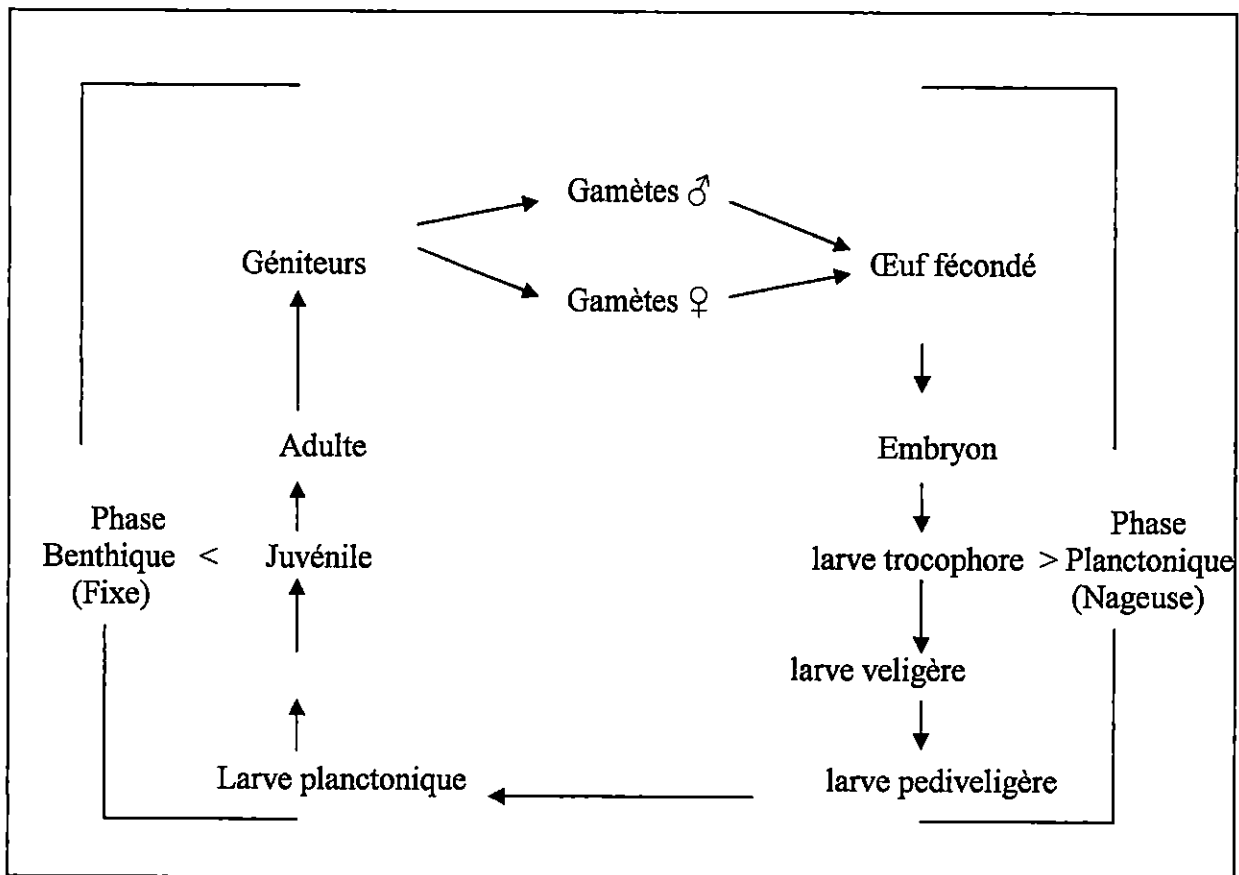 Gamètes ♂
Géniteurs
Œuf fécondé
Gamètes ♀
Adulte
Embryon
Phase
Benthique <
(Fixe)
Juvénile
larve trocophore >
Phase
Planctonique
(Nageuse)
larve veligère
Larve planctonique
larve pediveligère